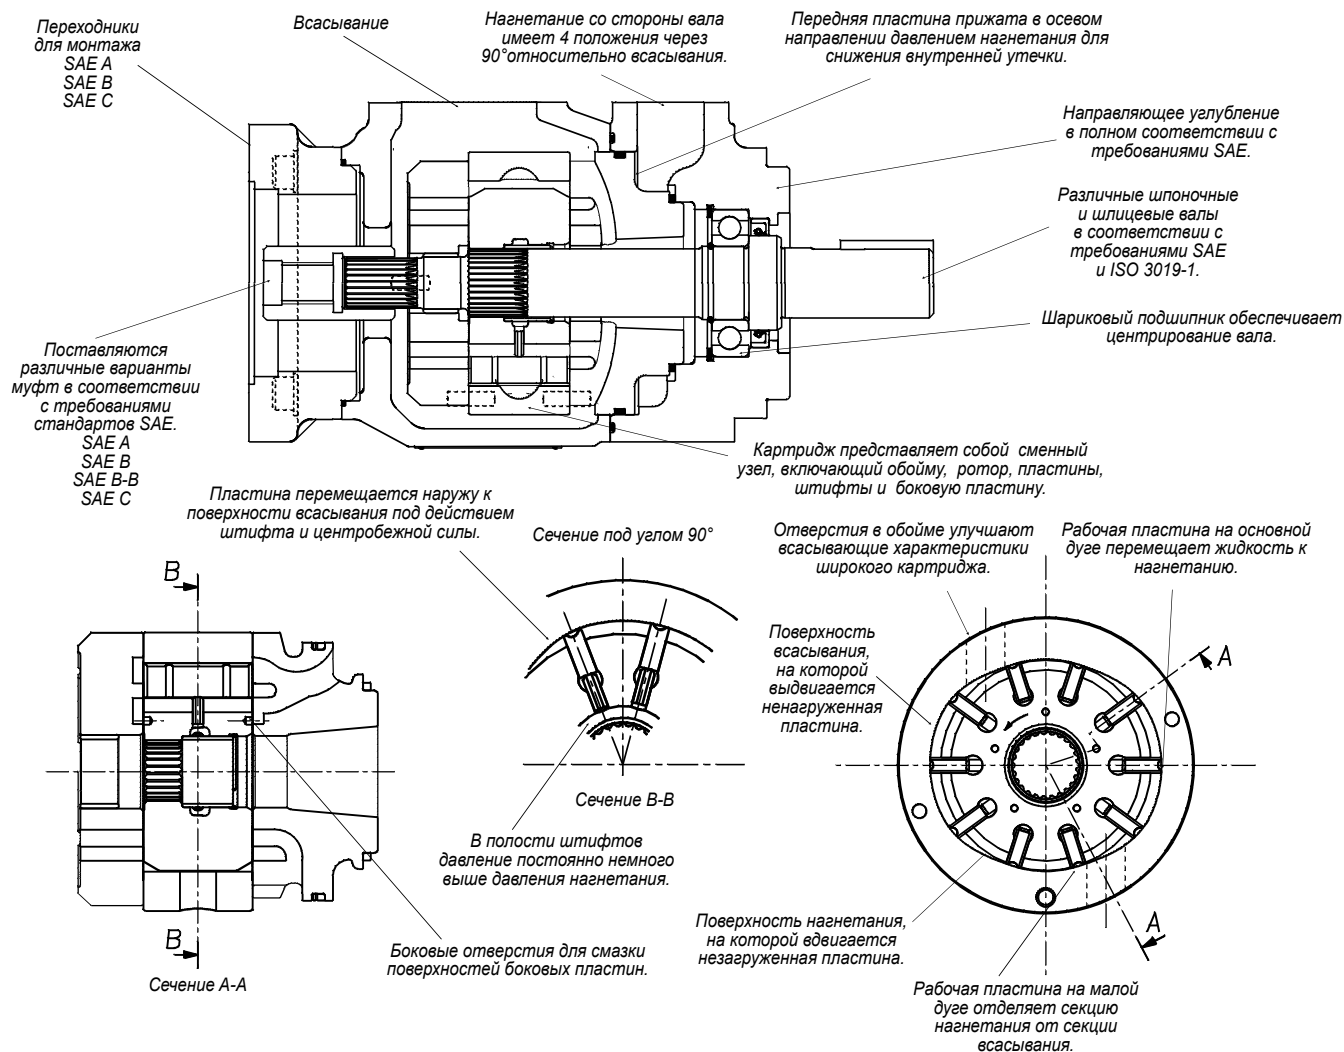 Переходники
для монтажа
SAE A
SAE B
SAE C
Всасывание
Нагнетание со стороны вала
имеет 4 положения через
90°относительно всасывания.
Передняя пластина прижата в осевом
направлении давлением нагнетания для
снижения внутренней утечки.
Направляющее углубление
в полном соответствии с
требованиями SAE.
Различные шпоночные
и шлицевые валы
в соответствии с
требованиями SAE
и ISO 3019-1.
Шариковый подшипник обеспечивает
центрирование вала.
Поставляются
различные варианты
муфт в соответствии
с требованиями
стандартов SAE.
SAE A
SAE B
SAE B-B
SAE C
Картридж представляет собой сменный
узел, включающий обойму, ротор, пластины,
штифты и боковую пластину.
Пластина перемещается наружу к
поверхности всасывания под действием
штифта и центробежной силы.
Сечение под углом 90°
Отверстия в обойме улучшают
всасывающие характеристики
широкого картриджа.
Рабочая пластина на основной
дуге перемещает жидкость к
нагнетанию.
B
B
Сечение А-А
Поверхность
всасывания,
на которой
выдвигается
ненагруженная
пластина.
A
A
Сечение В-В
В полости штифтов
давление постоянно немного
выше давления нагнетания.
Боковые отверстия для смазки
поверхностей боковых пластин.
Поверхность нагнетания,
на которой вдвигается
незагруженная пластина.
Рабочая пластина на малой
дуге отделяет секцию
нагнетания от секции
всасывания.